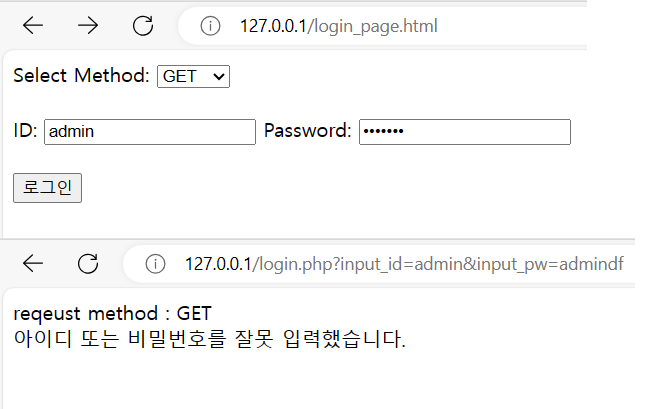 127.0.0.1/login_page.html
Select Method: GET
ID: admin Password: •••••••
로그인
127.0.0.1/login.php?input_id=admin&input_pw=admindf
reqeust method : GET
아이디 또는 비밀번호를 잘못 입력했습니다.